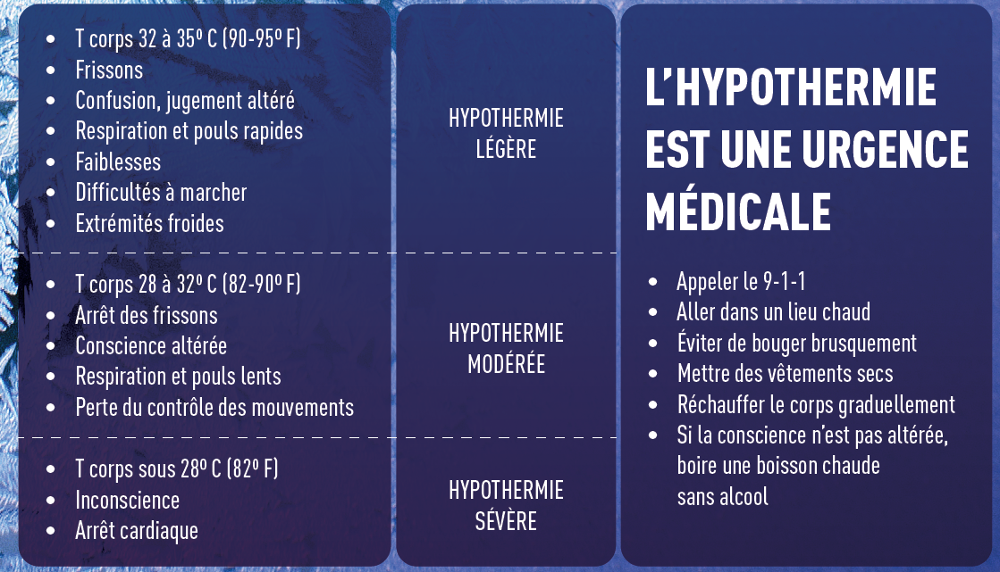 • T corps 32 à 35º C (90-95º F)
• Frissons
• Confusion, jugement altéré
• Respiration et pouls rapides
• Faiblesses
• Difficultés à marcher
• Extrémités froides
HYPOTHERMIE
LÉGÈRE
• T corps 28 à 32º C (82-90º F)
• Arrêt des frissons
• Conscience altérée
• Respiration et pouls lents
• Perte du contrôle des mouvements
HYPOTHERMIE
MODÉRÉE
• T corps sous 28º C (82º F)
• Inconscience
• Arrêt cardiaque
HYPOTHERMIE
SÉVÈRE
L’HYPOTHERMIE
EST UNE URGENCE
MÉDICALE
• Appeler le 9-1-1
• Aller dans un lieu chaud
• Éviter de bouger brusquement
• Mettre des vêtements secs
• Réchauffer le corps graduellement
• Si la conscience n’est pas altérée,
boire une boisson chaude
sans alcool